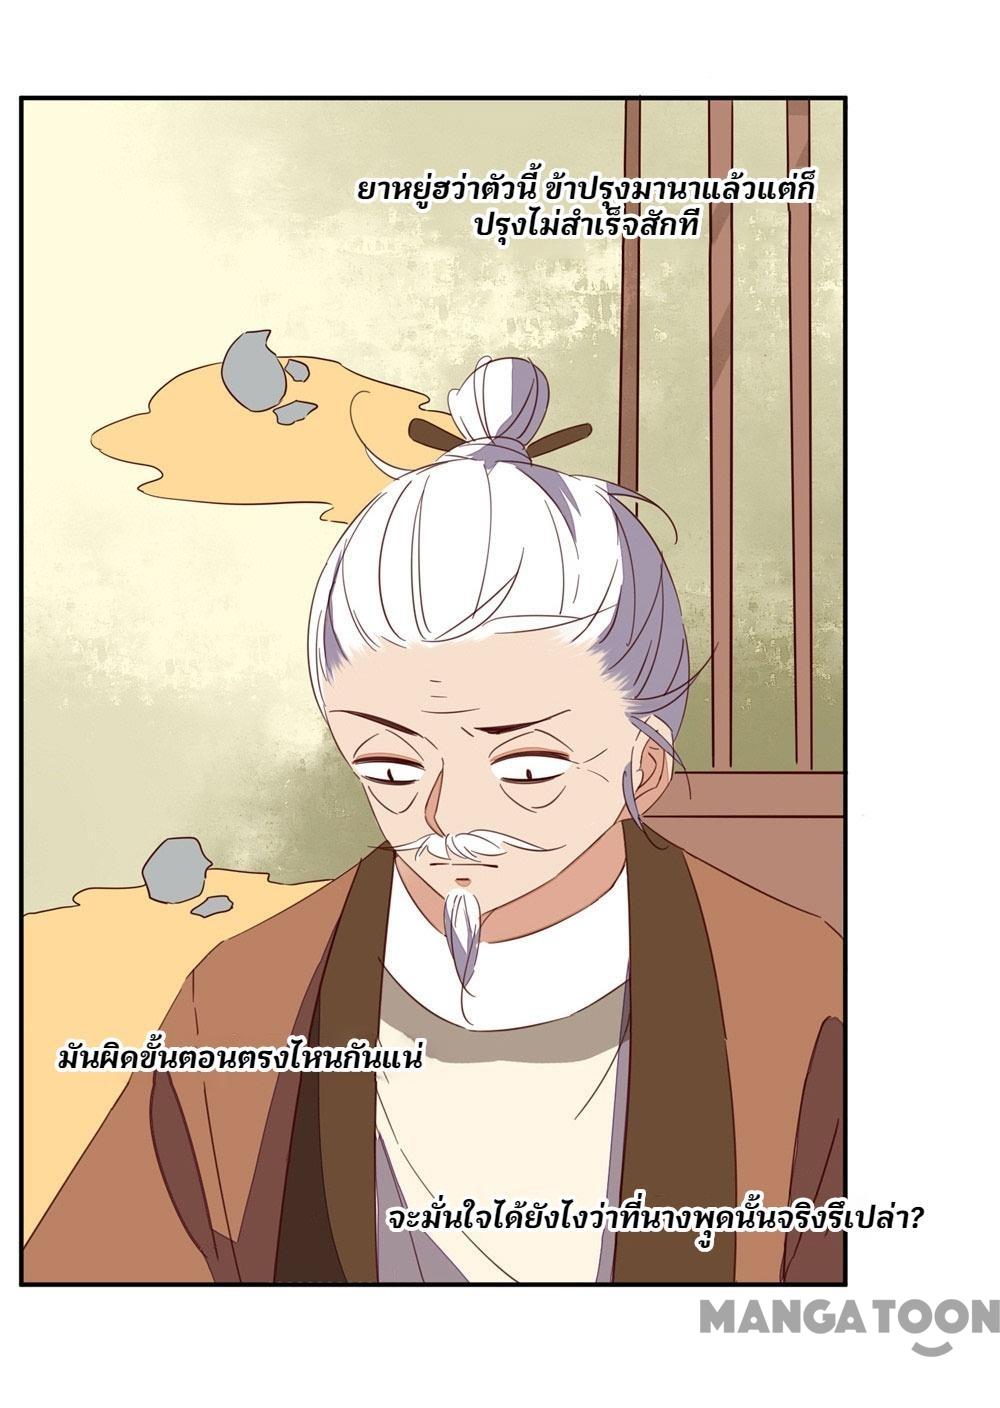 ยาหยู่ฮว่าตัวนี้ ข้าปรุงมานาแล้วแต่ก็
ปรุงไม่สำเร็จสักที
มันผิดขั้นตอนตรงไหนกันแน่
จะมั่นใจได้ยังไงว่าที่นางพูดนั้นจริงรึเปล่า?
MANGATOON